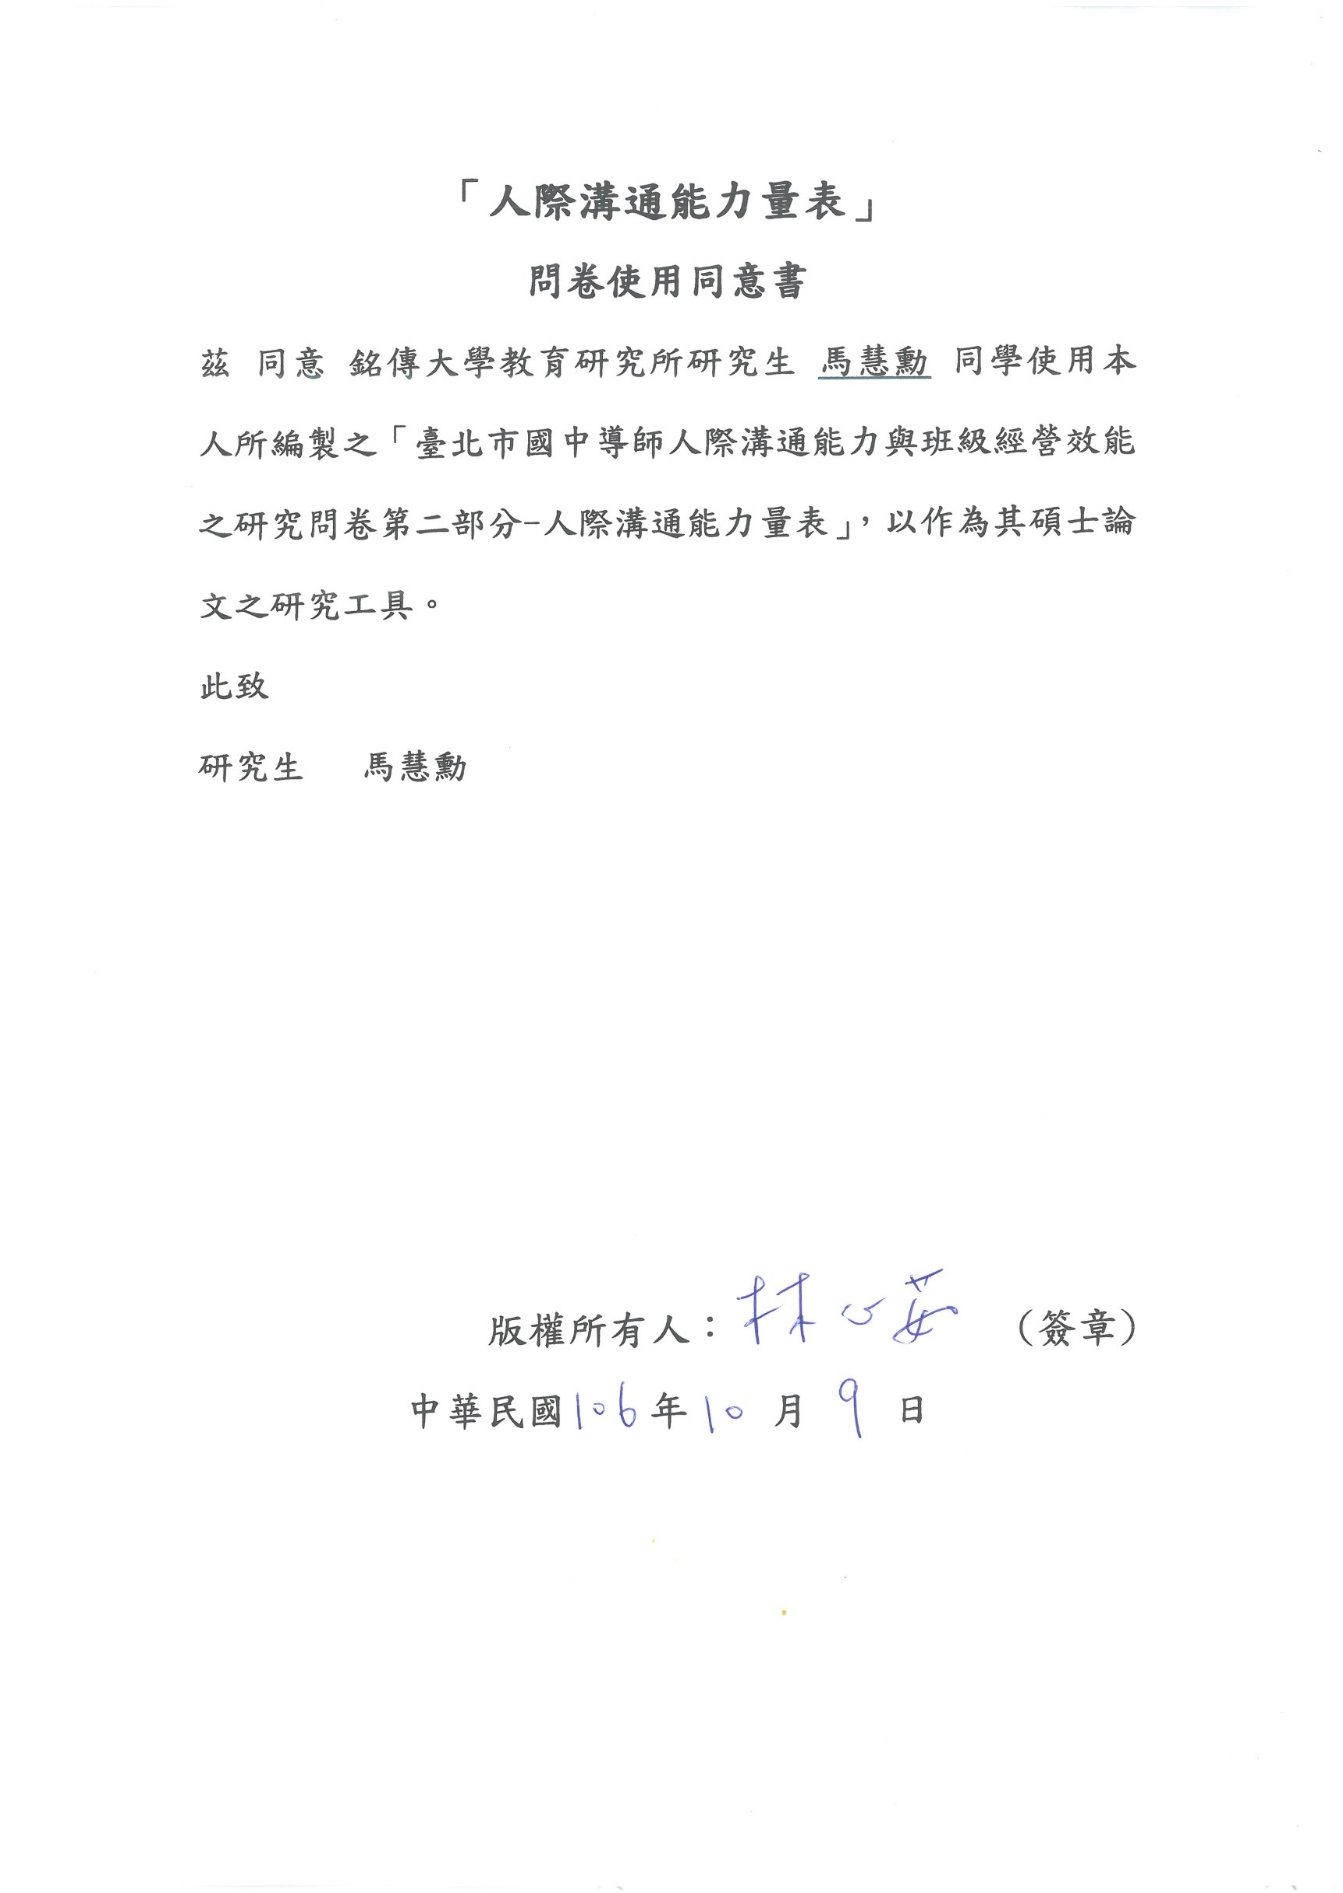 「人際溝通能力量表」
問卷使用同意書
茲 同意 銘傳大學教育研究所研究生 馬慧勳 同學使用本
人所編製之「臺北市國中導師人際溝通能力與班級經營效能
之研究問卷第二部分-人際溝通能力量表」，以作為其碩士論
文之研究工具。
此致
研究生 馬慧勳
版權所有人：林心茹 （簽章）
中華民國106年10月9日